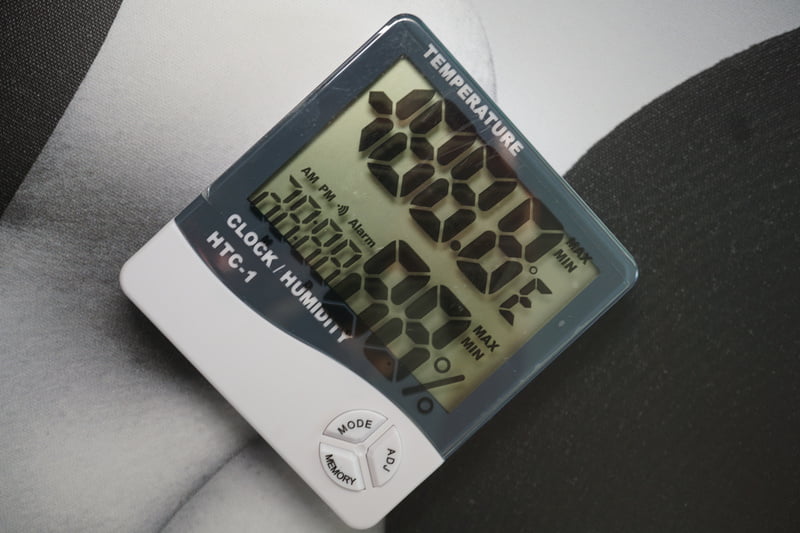 TEMPERATURE
MAX
MIN
°
AM PM
Alarm
MAX
MIN
%
CLOCK / HUMIDITY
HTC-1
MODE
ADJ
MEMORY